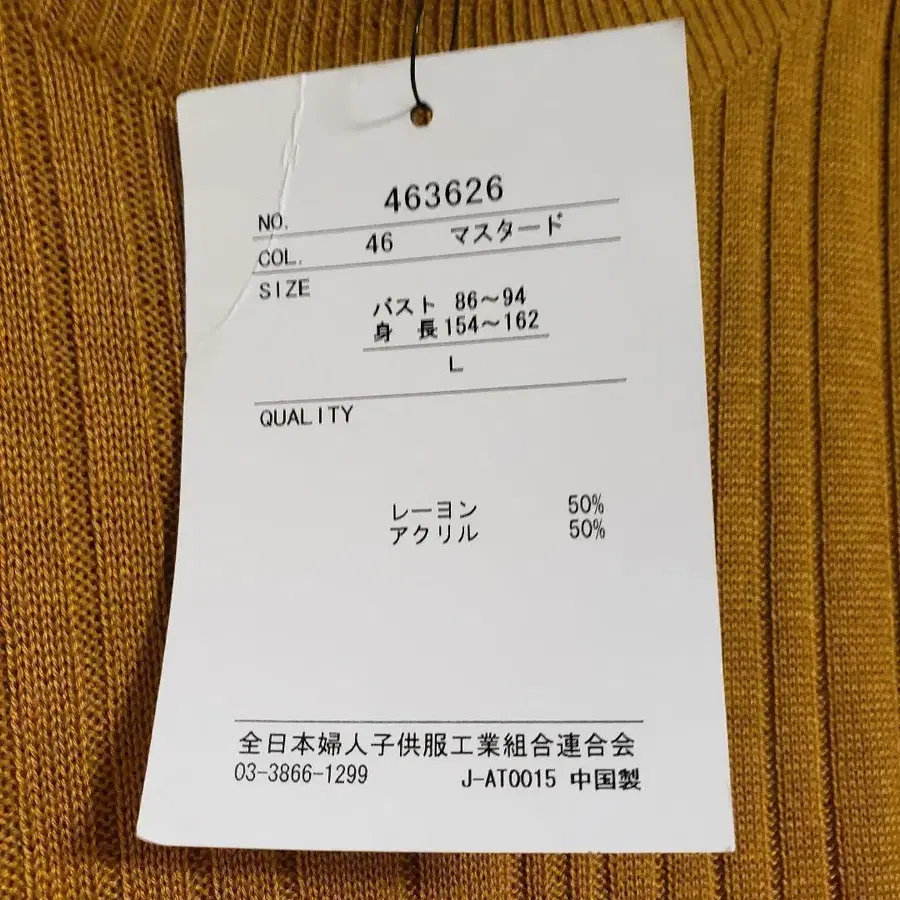 NO. 463626
COL. 46 マスタード
SIZE
バスト 86～94
身 長 154～162
L
QUALITY
レーヨン 50%
アクリル 50%
全日本婦人子供服工業組合連合会
03-3866-1299 J-AT0015 中国製